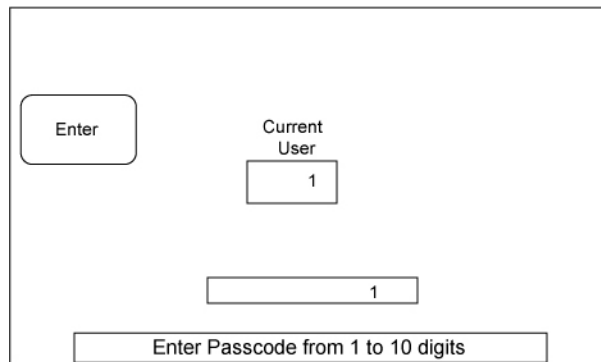 Enter
Current
User
1
1
Enter Passcode from 1 to 10 digits